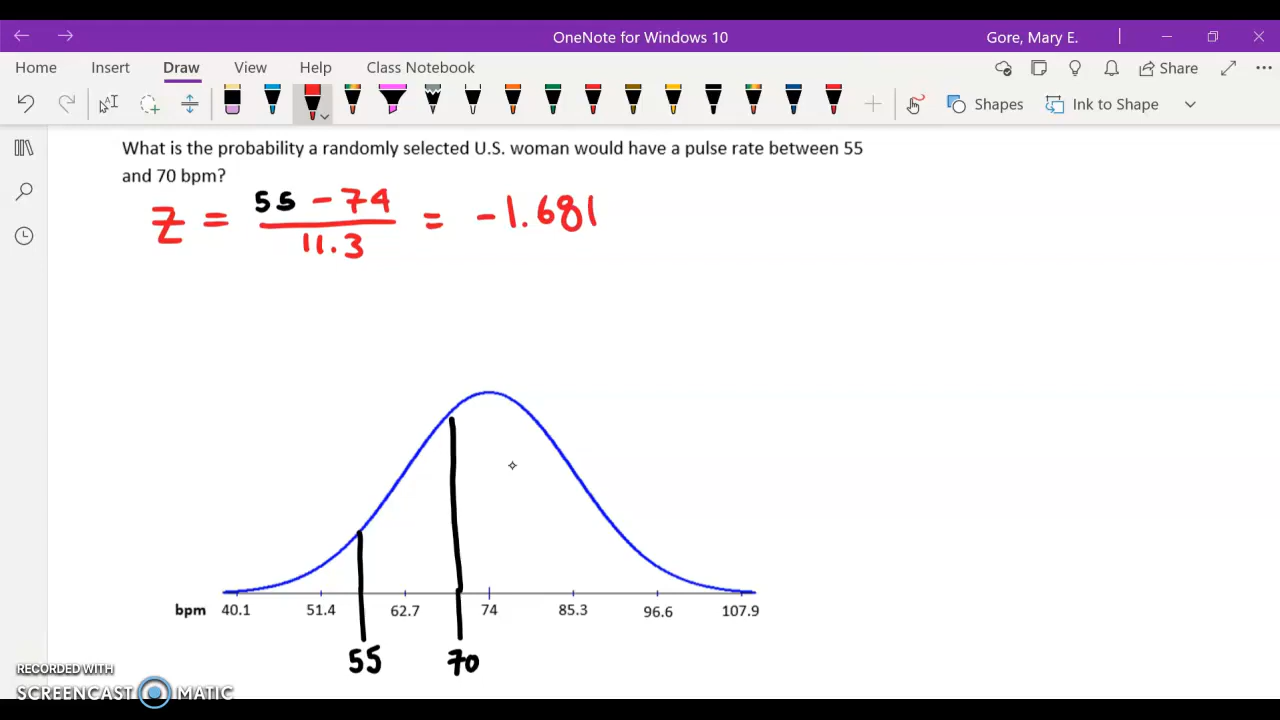 OneNote for Windows 10
Gore, Mary E.
Home Insert Draw View Help Class Notebook
Share
Shapes Ink to Shape
What is the probability a randomly selected U.S. woman would have a pulse rate between 55
and 70 bpm?
Z = 55 - 74 / 11.3 = -1.681
bpm 40.1 51.4 62.7 74 85.3 96.6 107.9
55 70
RECORDED WITH
SCREENCAST MATIC